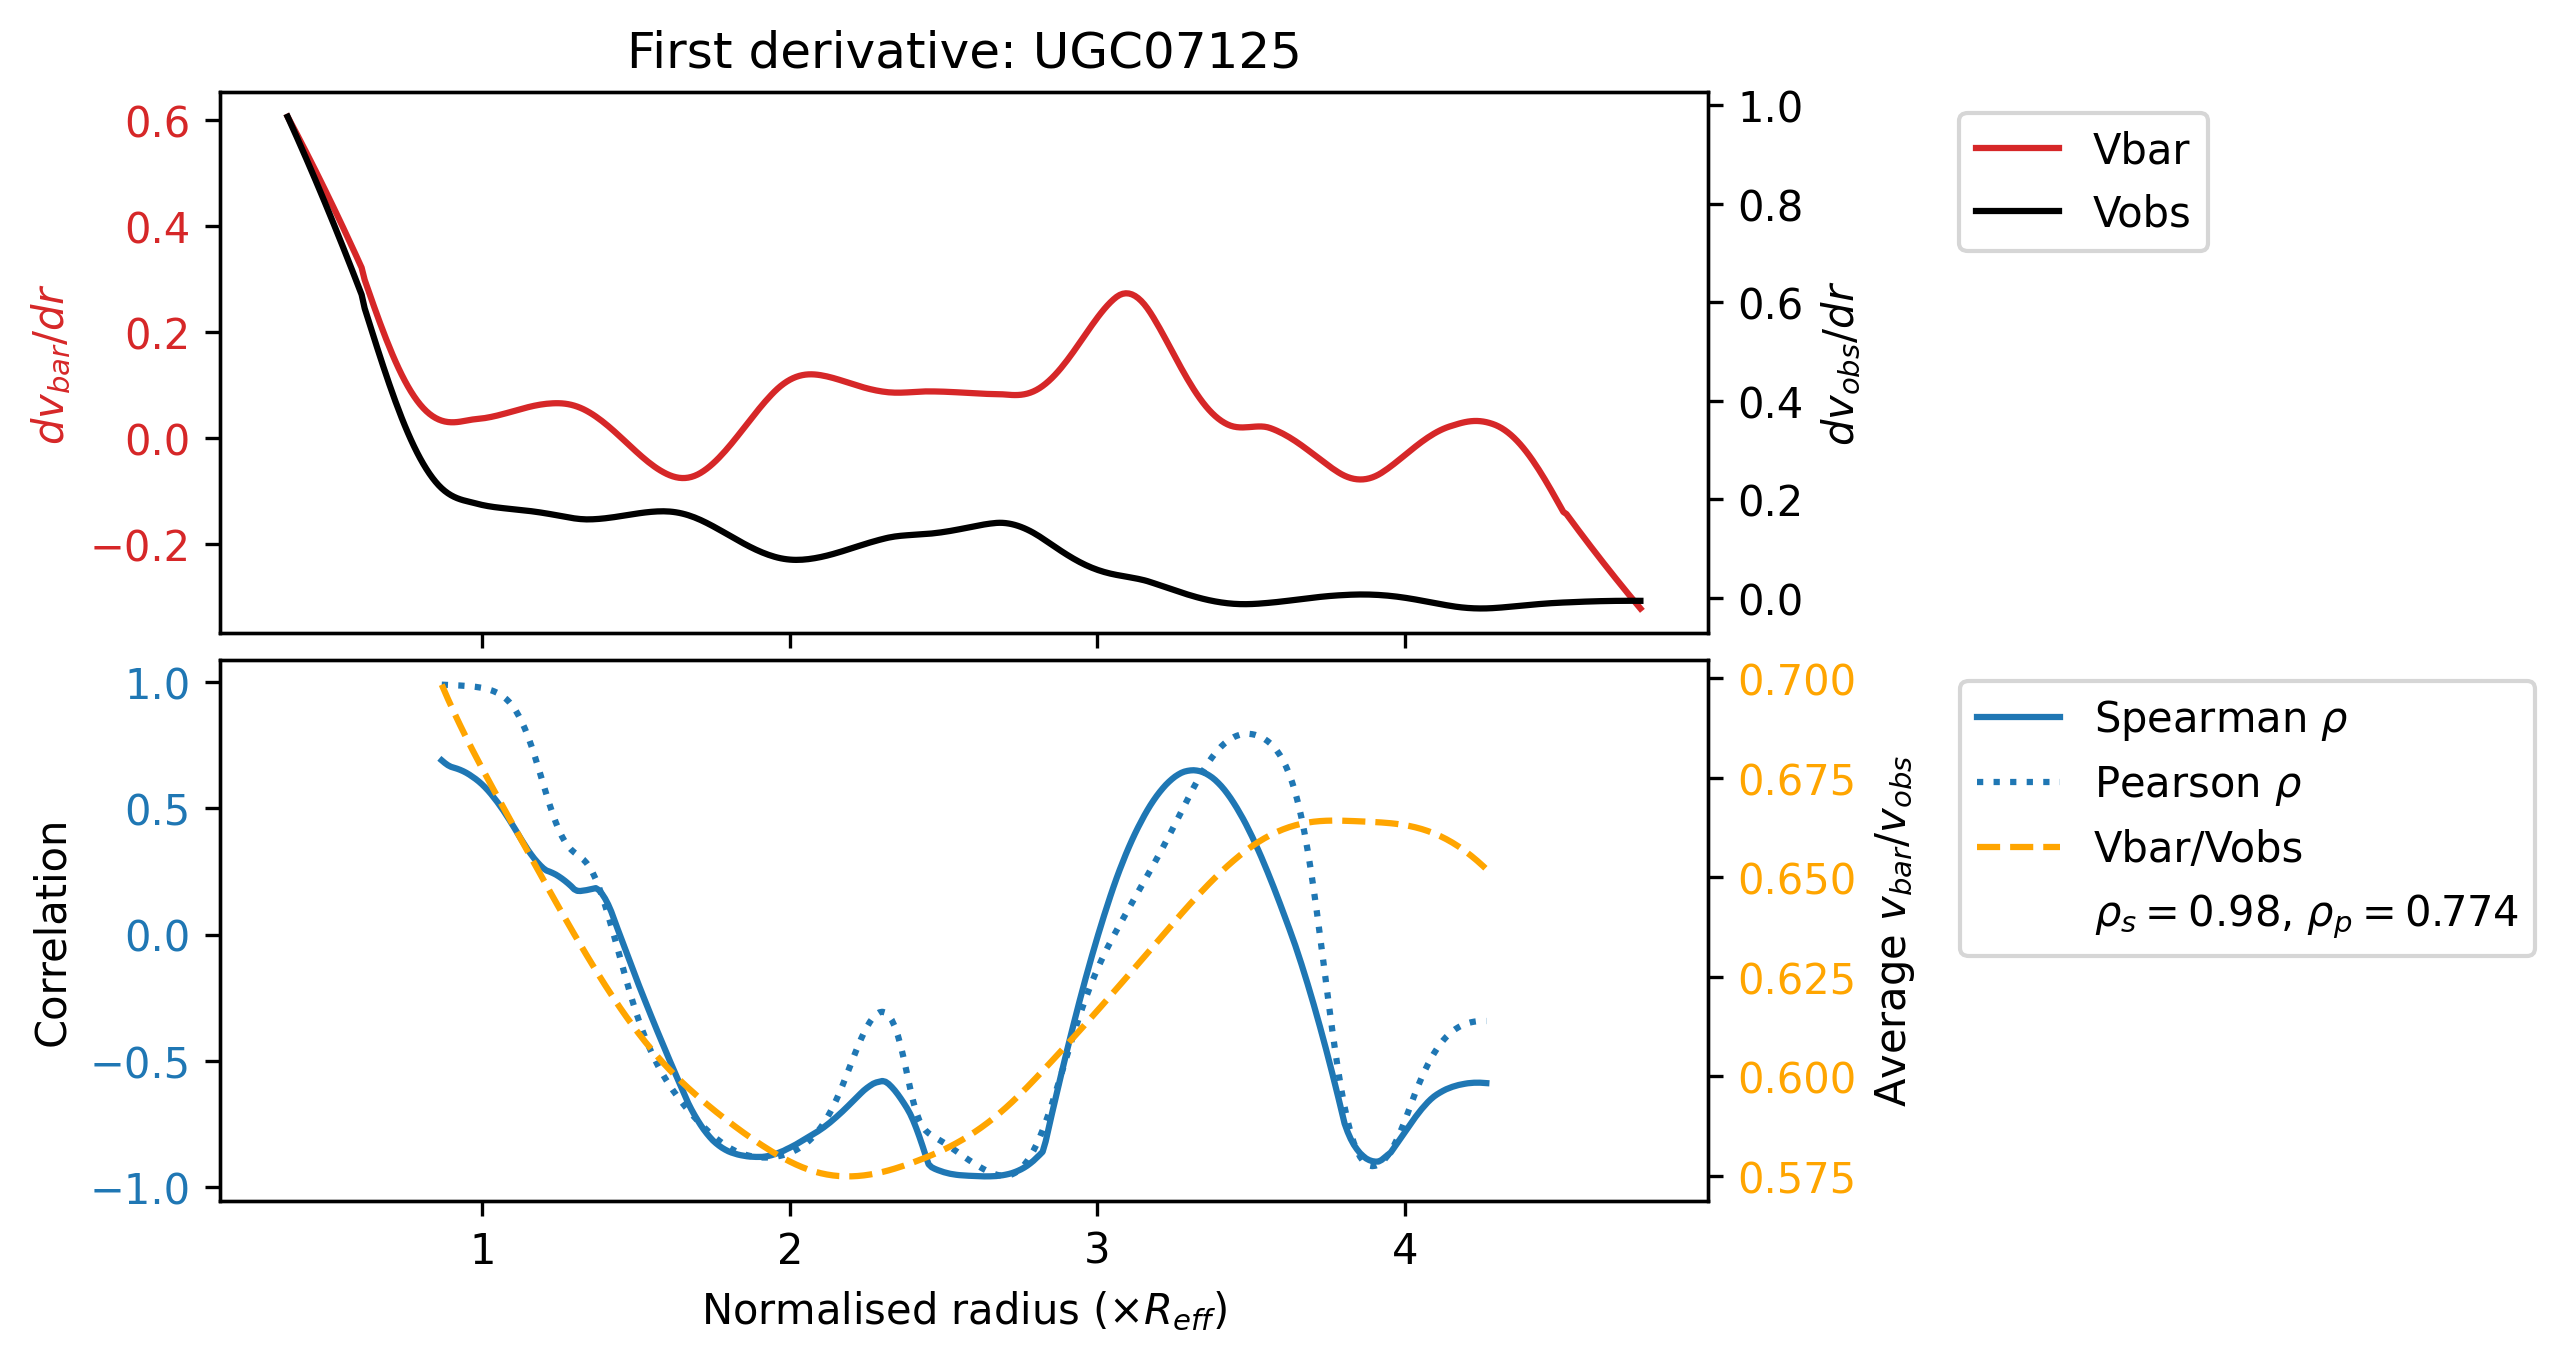 First derivative: UGC07125
0.6
0.4
0.2
0.0
−0.2
dv_bar/dr
1.0
0.8
0.6
0.4
0.2
0.0
dv_obs/dr
Vbar
Vobs
1.0
0.5
0.0
−0.5
−1.0
Correlation
0.700
0.675
0.650
0.625
0.600
0.575
Average v_bar/v_obs
Spearman ρ
Pearson ρ
Vbar/Vobs
ρ_s = 0.98, ρ_p = 0.774
1 2 3 4
Normalised radius (×R_eff)